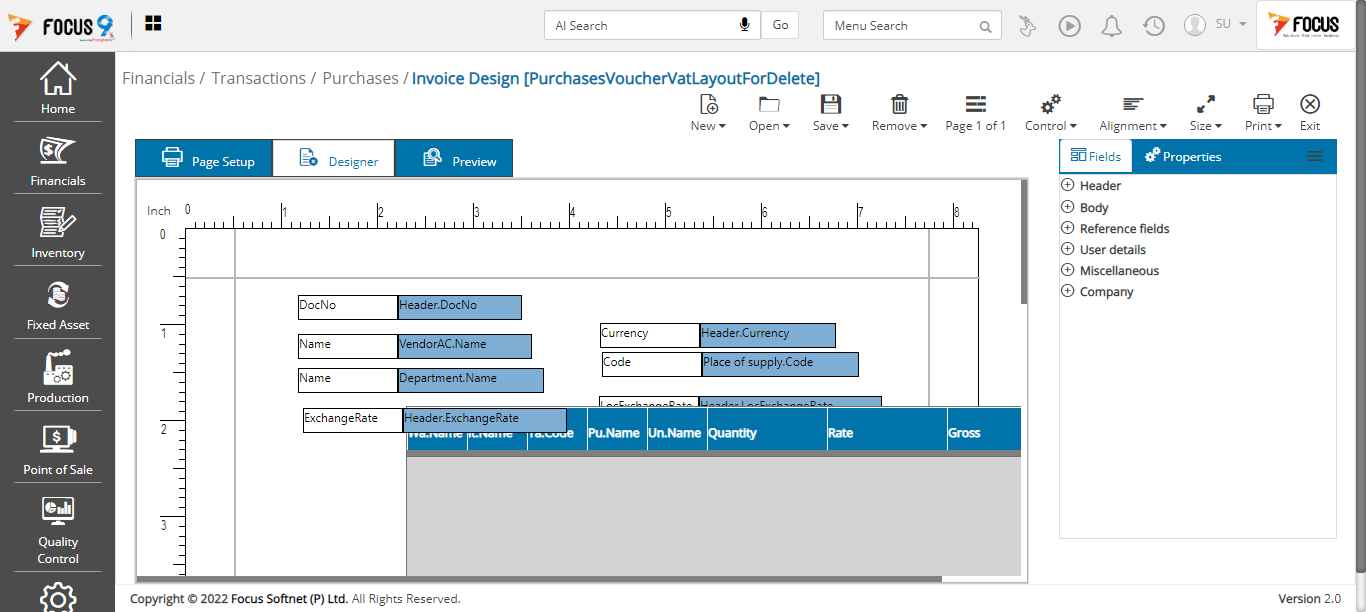 FOCUS 9
AI Search
Go
Menu Search
SU
FOCUS
Financials / Transactions / Purchases / Invoice Design [PurchasesVoucherVatLayoutForDelete]
New
Open
Save
Remove
Page 1 of 1
Control
Alignment
Size
Print
Exit
Home
Financials
Inventory
Fixed Asset
Production
Point of Sale
Quality
Control
Page Setup
Designer
Preview
Inch 0 1 2 3 4 5 6 7 8
0
1
2
3
DocNo Header.DocNo
Currency Header.Currency
Name VendorAC.Name
Code Place of supply.Code
Name Department.Name
LocExchangeRate Header.LocExchangeRate
ExchangeRate Header.ExchangeRate
Wa.Name It.Name Ta.Code Pu.Name Un.Name Quantity Rate Gross
Fields
Properties
Header
Body
Reference fields
User details
Miscellaneous
Company
Copyright © 2022 Focus Softnet (P) Ltd. All Rights Reserved.
Version 2.0